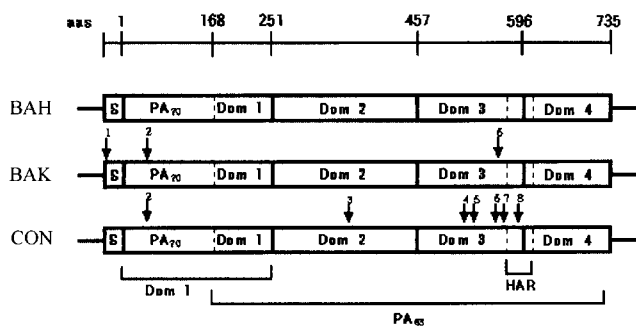 aas 1 168 251 457 596 735
BAH S PA₂₀ Dom 1 Dom 2 Dom 3 Dom 4
1 2 6
BAK S PA₂₀ Dom 1 Dom 2 Dom 3 Dom 4
2 3 4 5 6 7 8
CON S PA₂₀ Dom 1 Dom 2 Dom 3 Dom 4
Dom 1 HAR
PA₆₃